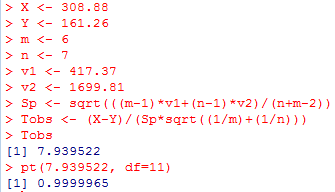 > X <- 308.88
> Y <- 161.26
> m <- 6
> n <- 7
> v1 <- 417.37
> v2 <- 1699.81
> Sp <- sqrt(((m-1)*v1+(n-1)*v2)/(n+m-2))
> Tobs <- (X-Y)/(Sp*sqrt((1/m)+(1/n)))
> Tobs
[1] 7.939522
> pt(7.939522, df=11)
[1] 0.9999965